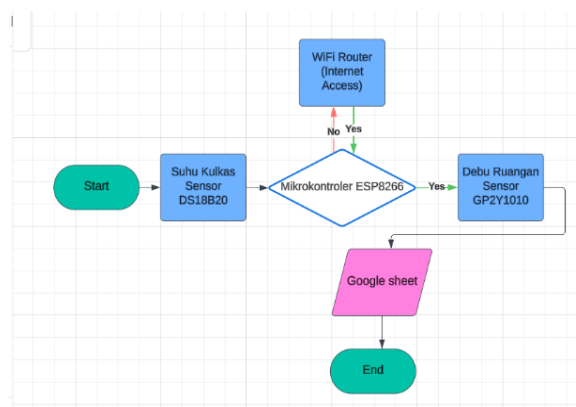 WiFi Router
(Internet
Access)
No Yes
Start
Suhu Kulkas
Sensor
DS18B20
Mikrokontroler ESP8266
Yes
Debu Ruangan
Sensor
GP2Y1010
Google sheet
End